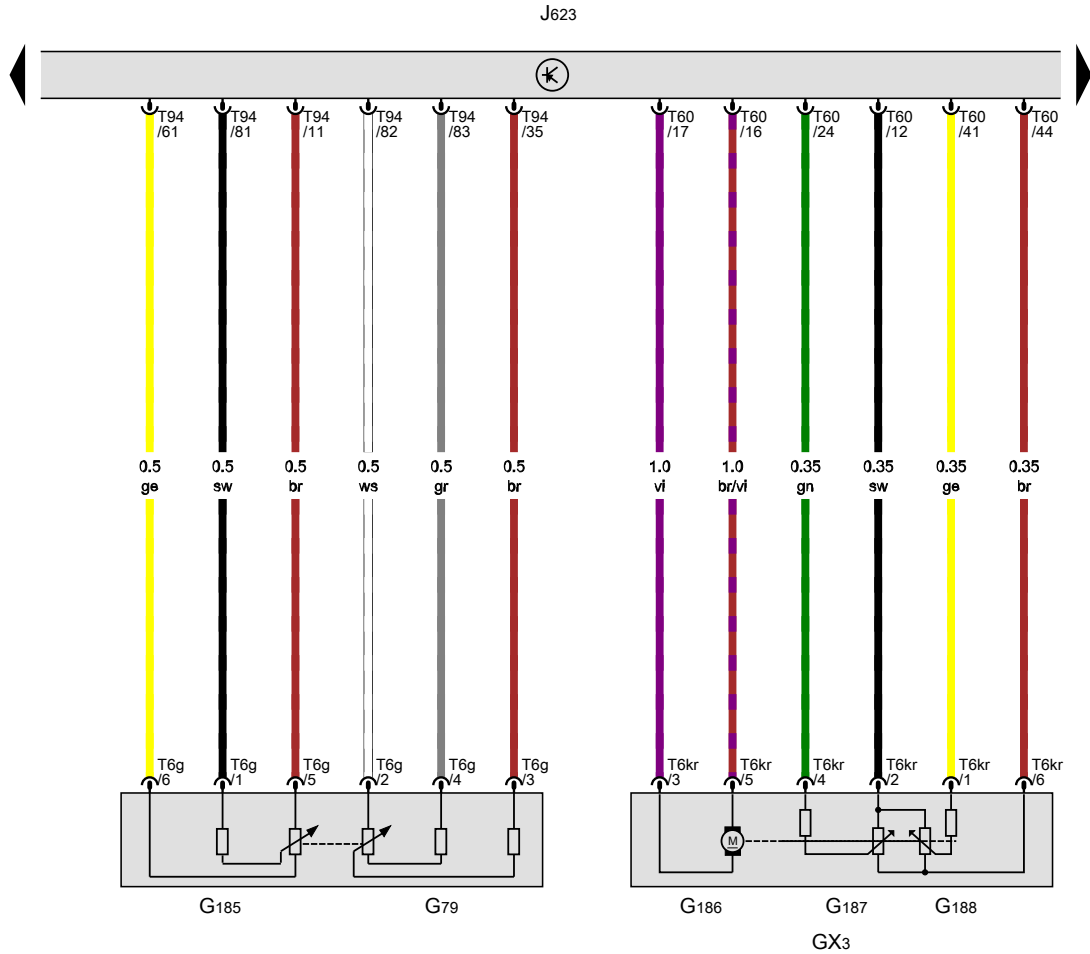 J623
T94 T94 T94 T94 T94 T94 T60 T60 T60 T60 T60 T60
/61 /81 /11 /82 /83 /35 /17 /16 /24 /12 /41 /44
0.5 0.5 0.5 0.5 0.5 0.5 1.0 1.0 0.35 0.35 0.35 0.35
ge sw br ws gr br vi br/vi gn sw ge br
T6g T6g T6g T6g T6g T6g T6kr T6kr T6kr T6kr T6kr T6kr
/6 /1 /5 /2 /4 /3 /3 /5 /4 /2 /1 /6
M
G185 G79 G186 G187 G188
GX3